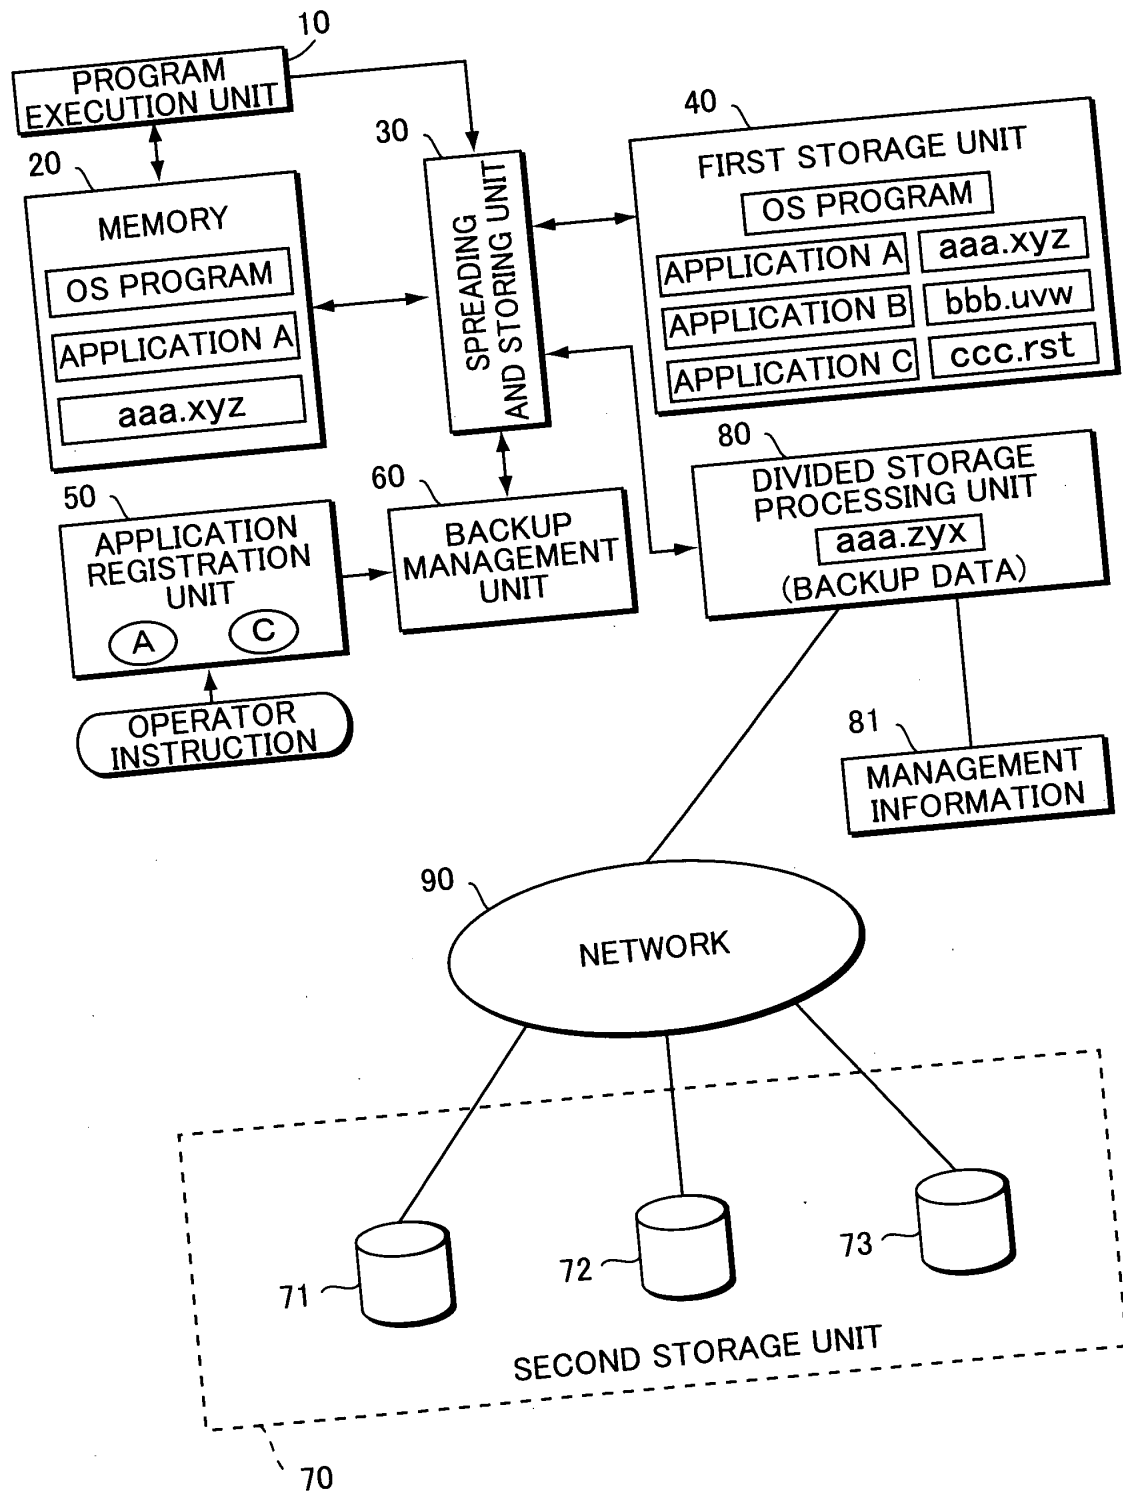 10
PROGRAM
EXECUTION UNIT
20
MEMORY
OS PROGRAM
APPLICATION A
aaa.xyz
30
SPREADING
AND STORING UNIT
40
FIRST STORAGE UNIT
OS PROGRAM
APPLICATION A
aaa.xyz
APPLICATION B
bbb.uvw
APPLICATION C
ccc.rst
50
APPLICATION
REGISTRATION
UNIT
A
C
OPERATOR
INSTRUCTION
60
BACKUP
MANAGEMENT
UNIT
80
DIVIDED STORAGE
PROCESSING UNIT
aaa.zyx
(BACKUP DATA)
81
MANAGEMENT
INFORMATION
90
NETWORK
71
72
73
SECOND STORAGE UNIT
70